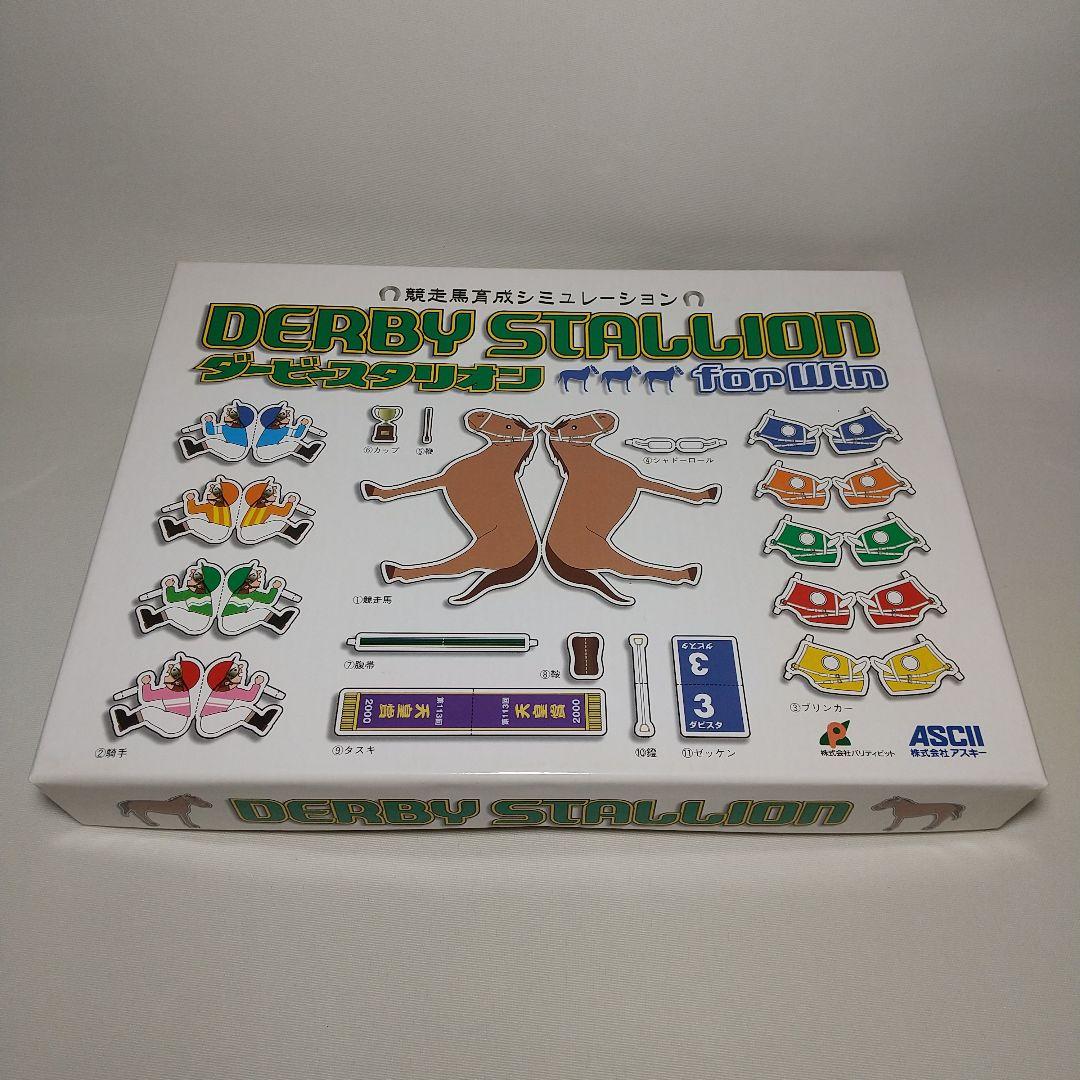 競走馬育成シミュレーション
DERBY STALLION
ダービースタリオン for Win
⑥カップ
⑤鞭
④シャドーロール
①競走馬
⑦腹帯
⑧鞍
3 ダビスタ
3
ダビスタ
2000 天皇賞 第113回
第113回 天皇賞 2000
③ブリンカー
②騎手
⑨タスキ
⑩鐙
⑪ゼッケン
株式会社パリティビット
ASCII
株式会社アスキー
DERBY STALLION